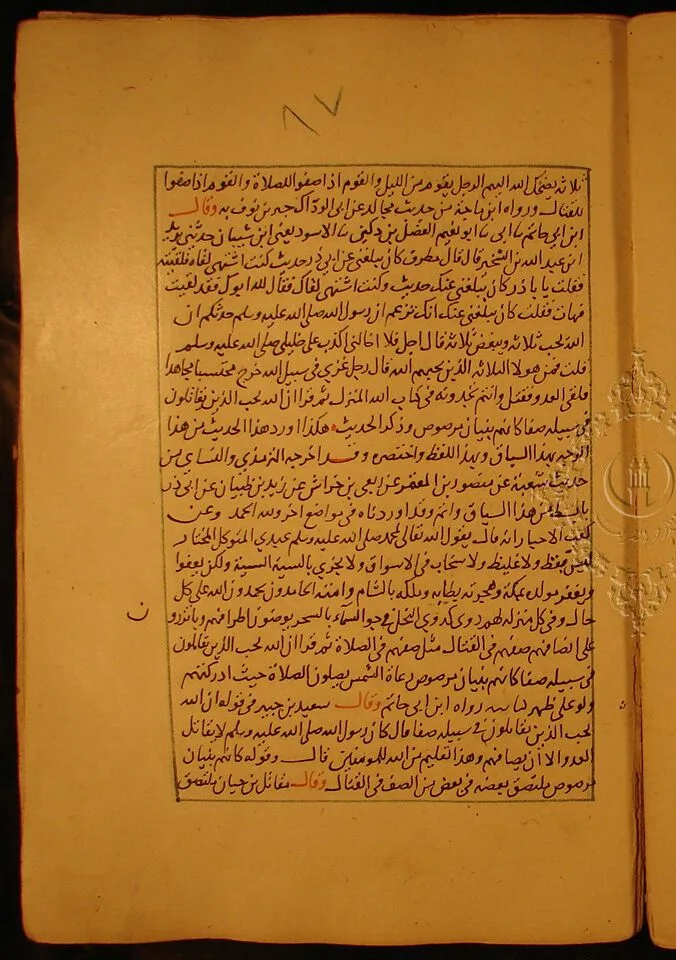 ٨٧
ثلاثة يضحك الله اليهم الرجل يقوم من الليل والقوم اذا صفوا للصلاة والقوم اذا صفوا
للقتال ورواه ابن ماجة من حديث مجالد عن ابي الوداك جبر بن نوف به وقال
ابن ابي حاتم ثنا ابي ثنا ابو نعيم الفضل بن دكين ثنا الاسود يعني ابن شيبان حدثني يزيد
ابن عبد الله بن الشخير قال قال مطرف كان يبلغني عن ابي ذر حديث كنت اشتهي لقاه فلقيته
فقلت يا با ذر كان يبلغني عنك حديث وكنت اشتهي لقاك فقال لله ابوك فقد لقيت
فهات فقلت كان يبلغني عنك انك تزعم ان رسول الله صلى الله عليه وسلم حدثكم ان
الله يحب ثلاثة ويبغض ثلاثة قال اجل فلا اخالني اكذب على خليلي صلى الله عليه وسلم
قلت فمن هولا الثلاثة الذين يحبهم الله قال رجل غزى في سبيل الله خرج محتسبا مجاهدا
فلقى العدو فقتل وانتم تجدونه في كتاب الله المنزل ثم قرا ان الله يحب الذين يقاتلون
في سبيله صفا كانهم بنيان مرصوص وذكر الحديث هكذا اورد هذا الحديث من هذا
الوجه بهذا السياق وبهذا اللفظ واختصره وقد اخرجه الترمذي والنساي من
حديث شعبة عن منصور بن المعتمر عن ربعي بن خراش عن زيد بن ظبيان عن ابي ذر
بابسط من هذا السياق واتم وقد اوردناه في مواضع اخر ولله الحمد وعن
كعب الاحبار انه قال يقول الله تعالى لمحمد صلى الله عليه وسلم عبدي المتوكل المختار
ليس بفظ ولا غليظ ولا سخاب في الاسواق ولا يجزي بالسيئة السيئة ولكن يعفوا
ويغفر مولده بمكة وهجرته بطابه وملكه بالشام وامته الحامدون يحمدون الله على كل
حال وفي كل منزلة لهم دوي كدوي النحل في جو السماء بالسحر يوضون اطرافهم وياتزرو
على انصافهم صفهم في القتال مثل صفهم في الصلاة ثم قرا ان الله يحب الذين يقاتلون
في سبيله صفا كانهم بنيان مرصوص رعاة الشمس يصلون الصلاة حيث ادركتهم
ولو على ظهر دابه رواه ابن ابي حاتم وقال سعيد بن جبير في قوله ان الله
يحب الذين يقاتلون في سبيله صفا قال كان رسول الله صلى الله عليه وسلم لا يقاتل
العدو الا ان يصافهم وهذا تعليم من الله للمومنين قال وقوله كانهم بنيان
مرصوص ملتصق بعضه في بعض من الصف في القتال وقال مقاتل بن حيان ملتصق